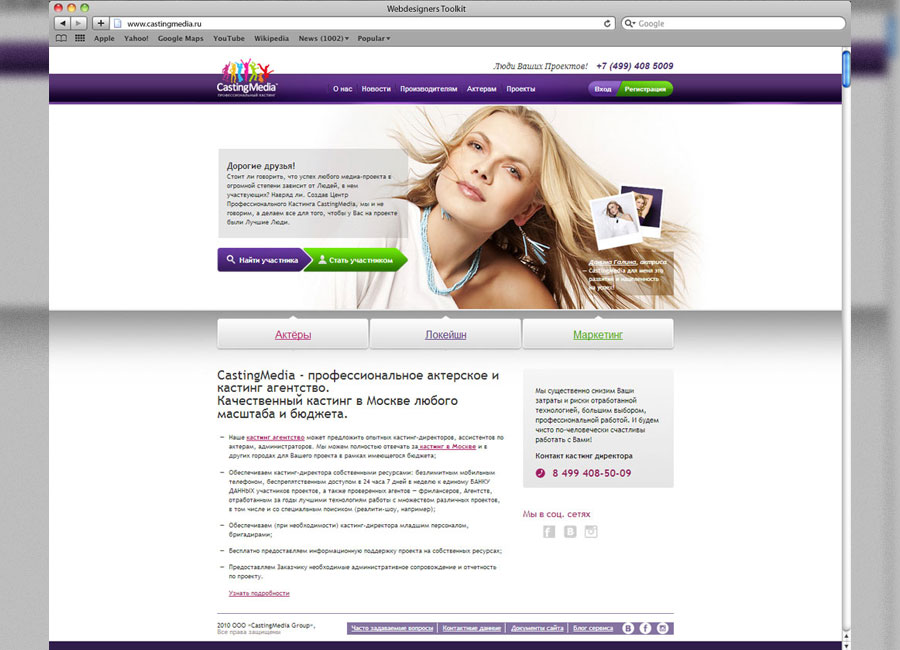 Webdesigners Toolkit
www.castingmedia.ru
Google
Apple Yahoo! Google Maps YouTube Wikipedia News (1002) Popular
Люди Ваших Проектов! +7 (499) 408 5009
CastingMedia
ПРОФЕССИОНАЛЬНЫЙ КАСТИНГ
О нас Новости Производителям Актерам Проекты Вход Регистрация
Дорогие друзья!
Стоит ли говорить, что успех любого медиа-проекта в
огромной степени зависит от Людей, в нем
участвующих? Навряд ли. Создав Центр
Профессионального Кастинга CastingMedia, мы и не
говорим, а делаем все для того, чтобы у Вас на проекте
были Лучшие Люди.
Найти участника Стать участником
Галина, актриса
— CastingMedia для меня это
развитие и нацеленность
на успех!
Актёры Локейшн Маркетинг
CastingMedia - профессиональное актерское и
кастинг агентство.
Качественный кастинг в Москве любого
масштаба и бюджета.
— Наше кастинг агентство может предложить опытных кастинг-директоров, ассистентов по
актерам, администраторов. Мы можем полностью отвечать за кастинг в Москве и в
других городах для Вашего проекта в рамках имеющегося бюджета;
— Обеспечиваем кастинг-директора собственными ресурсами: безлимитным мобильным
телефоном, беспрепятственным доступом в 24 часа 7 дней в неделю к единому БАНКУ
ДАННЫХ участников проектов, а также проверенных агентов — фрилансеров, Агентств,
отработанным за годы лучшими технологиям работы с множеством различных проектов,
в том числе и со специальным поиском (реалити-шоу, например);
— Обеспечиваем (при необходимости) кастинг-директора младшим персоналом,
бригадирами;
— Бесплатно предоставляем информационную поддержку проекта на собственных ресурсах;
— Предоставляем Заказчику необходимые административное сопровождение и отчетность
по проекту.
Узнать подробности
Мы существенно снизим Ваши
затраты и риски отработанной
технологией, большим выбором,
профессиональной работой. И будем
чисто по-человечески счастливы
работать с Вами!
Контакт кастинг директора
8 499 408-50-09
Мы в соц. сетях
2010 ООО «CastingMedia Group»,
Все права защищены
Часто задаваемые вопросы Контактные данные Документы сайта Блог сервиса